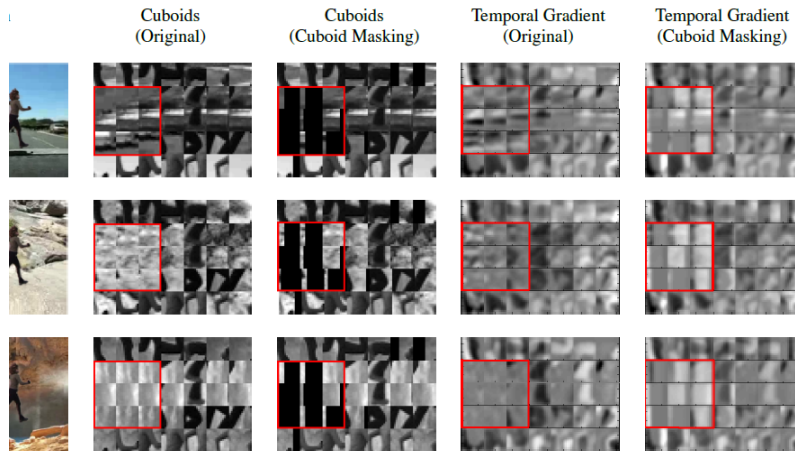 Cuboids
(Original)
Cuboids
(Cuboid Masking)
Temporal Gradient
(Original)
Temporal Gradient
(Cuboid Masking)